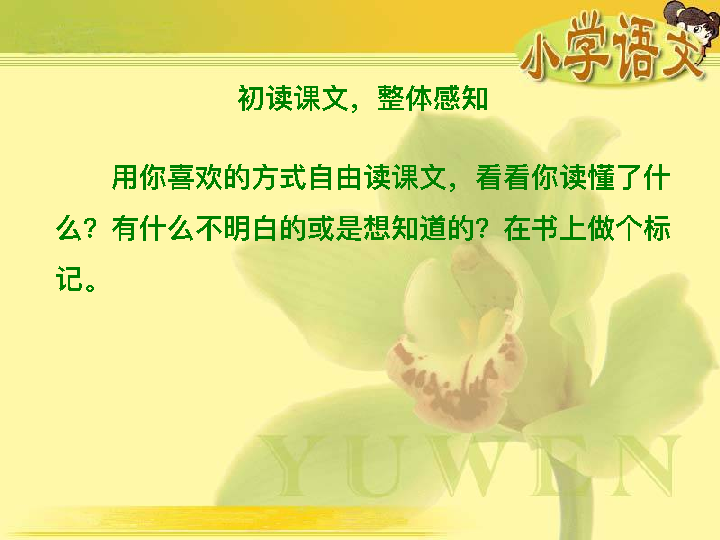 小学语文
初读课文，整体感知
用你喜欢的方式自由读课文，看看你读懂了什
么？有什么不明白的或是想知道的？在书上做个标
记。
YUWEN